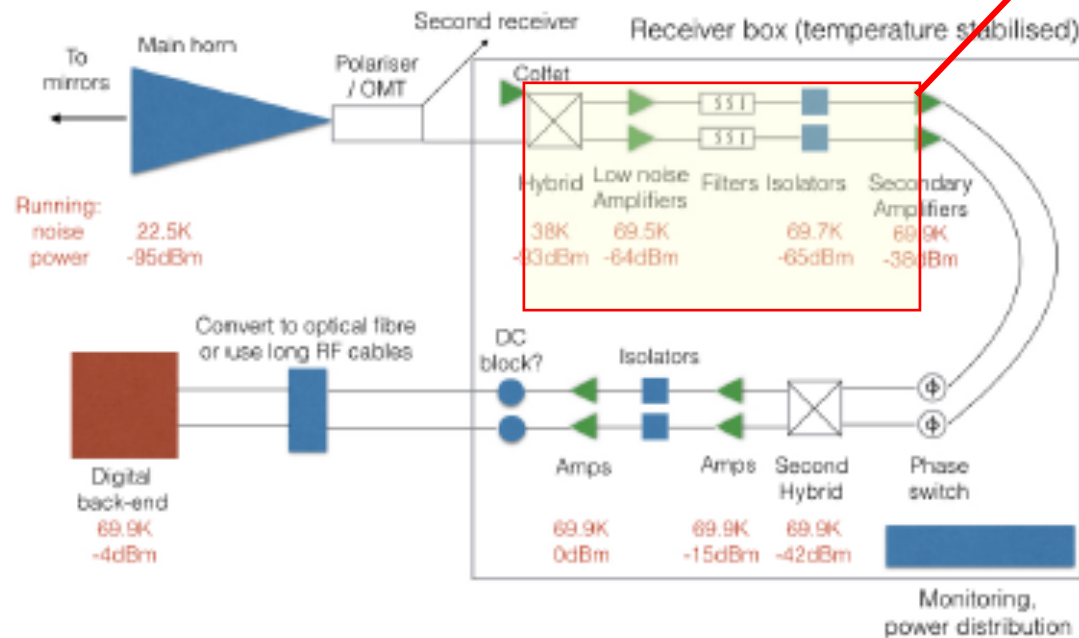 Second receiver
Receiver box (temperature stabilised)
To
mirrors
Main horn
Polariser
/ OMT
Colfet
Hybrid
Low noise
Amplifiers
Filters
Isolators
Secondary
Amplifiers
Running:
noise
power
22.5K
-95dBm
38K
-93dBm
69.5K
-64dBm
69.7K
-65dBm
69.9K
-38dBm
Convert to optical fibre
or use long RF cables
DC
block?
Isolators
Φ
Φ
Digital
back-end
69.9K
-4dBm
Amps
69.9K
0dBm
Amps
69.9K
-15dBm
Second
Hybrid
69.9K
-42dBm
Phase
switch
Monitoring,
power distribution